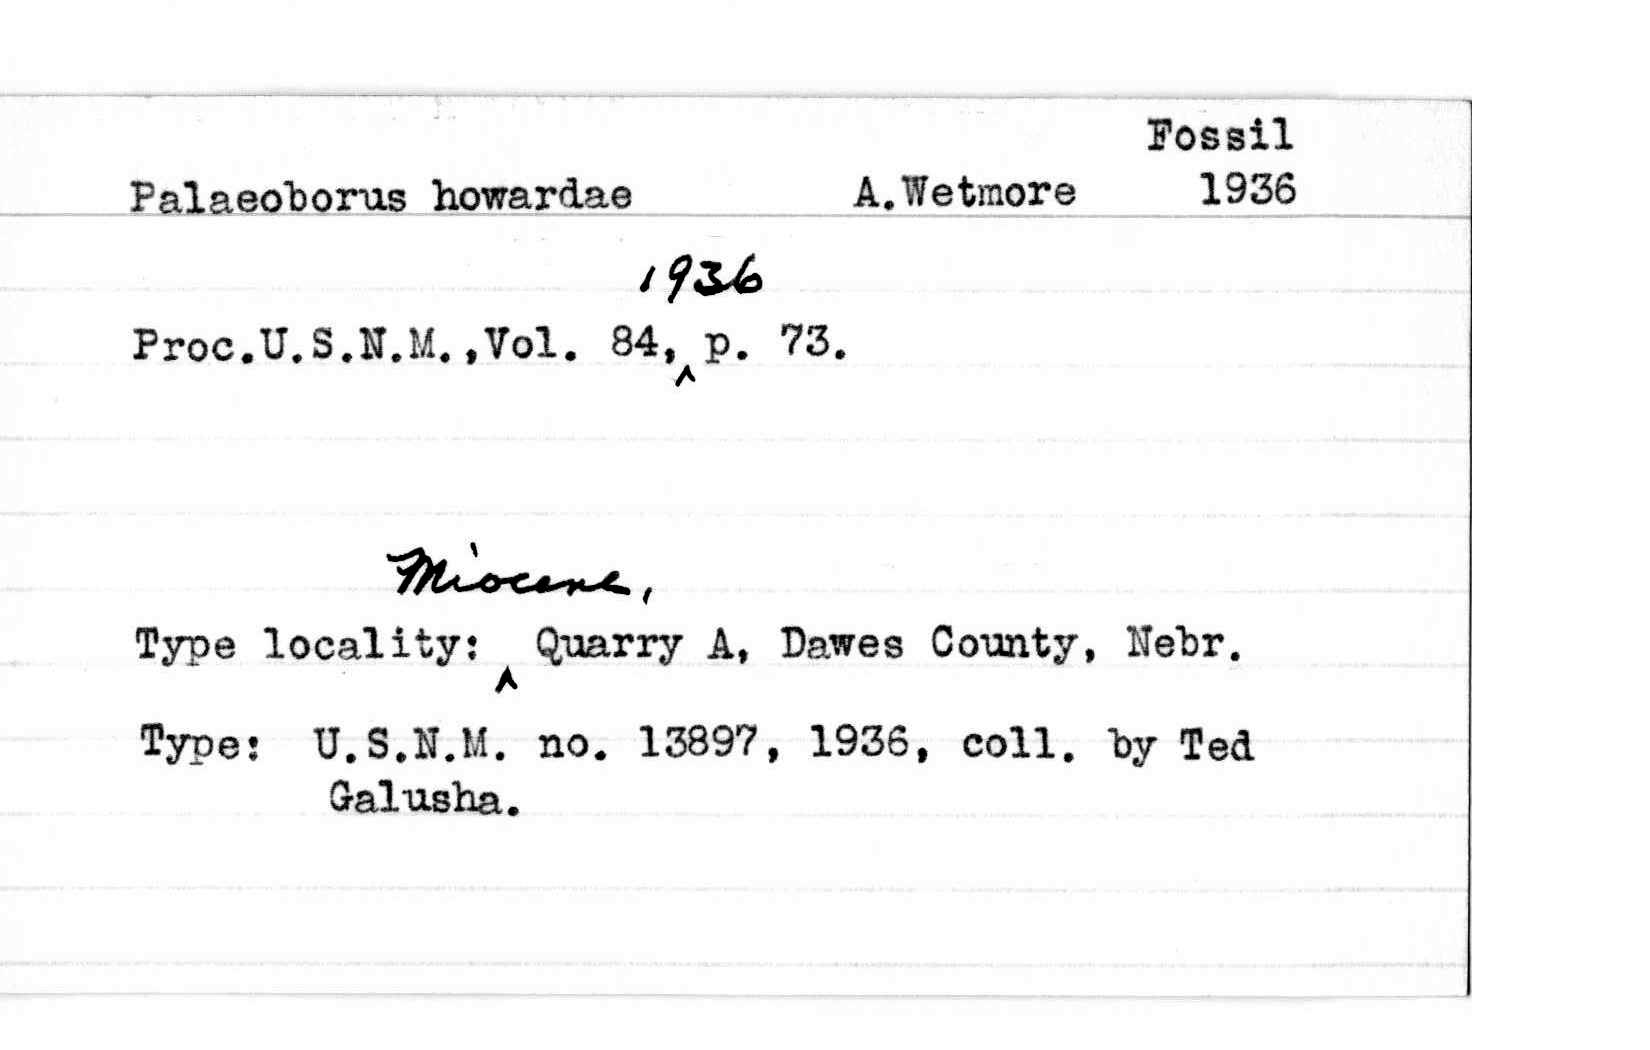 Fossil
Palaeoborus howardae A.Wetmore 1936
1936
Proc.U.S.N.M.,Vol. 84,^ p. 73.
Miocene,
Type locality: ^ Quarry A, Dawes County, Nebr.
Type: U.S.N.M. no. 13897, 1936, coll. by Ted
Galusha.